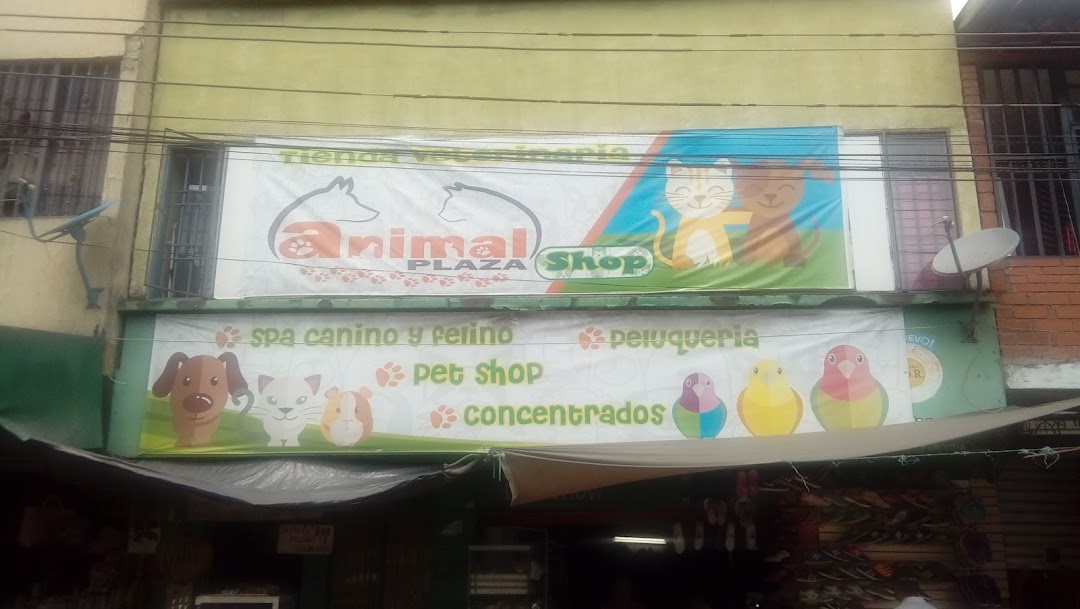 Tienda Veterinaria
animal
PLAZA Shop
Spa canino y felino
Peluqueria
Pet Shop
Concentrados